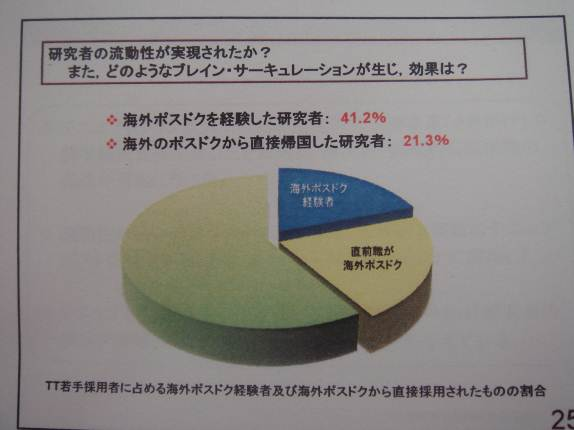 研究者の流動性が実現されたか？
また，どのようなブレイン・サーキュレーションが生じ，効果は？
❖ 海外ポスドクを経験した研究者： 41.2%
❖ 海外のポスドクから直接帰国した研究者： 21.3%
海外ポスドク
経験者
直前職が
海外ポスドク
TT若手採用者に占める海外ポスドク経験者及び海外ポスドクから直接採用されたものの割合
25